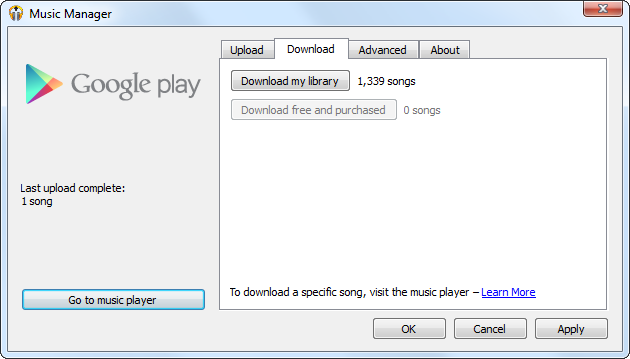 Music Manager
Upload
Download
Advanced
About
Google play
Download my library
1,339 songs
Download free and purchased
0 songs
Last upload complete:
1 song
Go to music player
To download a specific song, visit the music player – Learn More
OK
Cancel
Apply